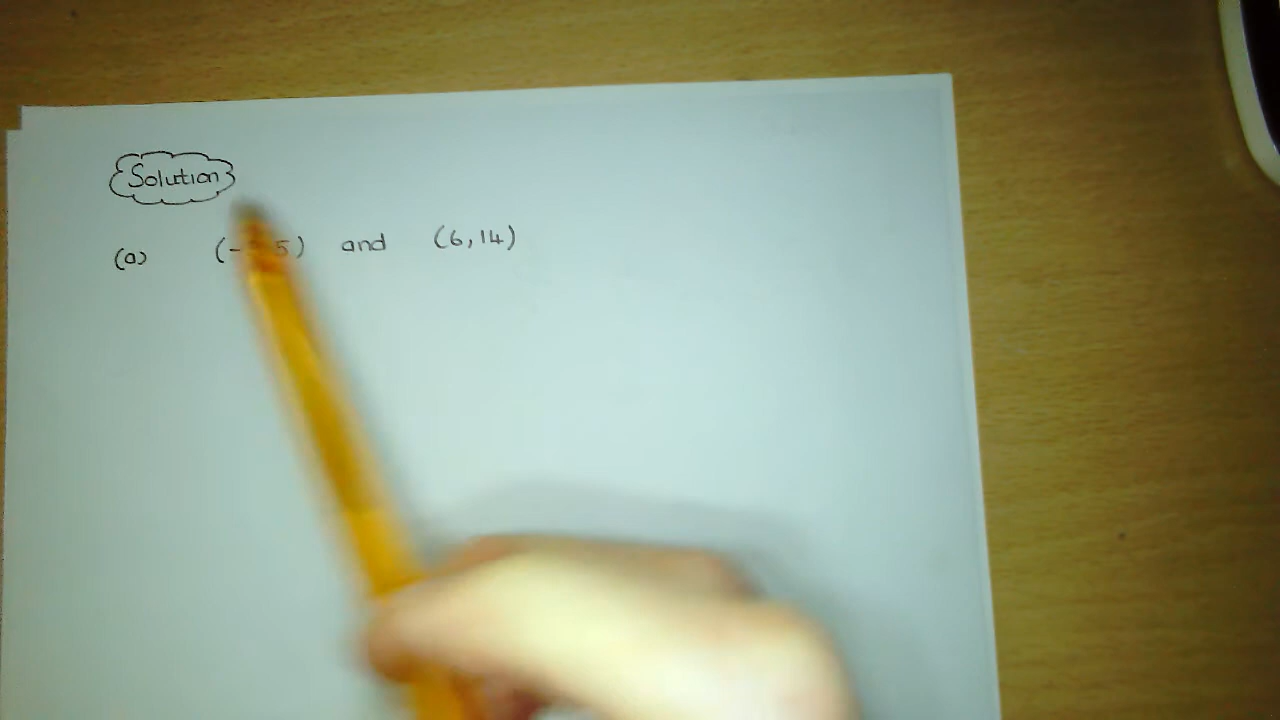 Solution
(a) (- 5) and (6,14)